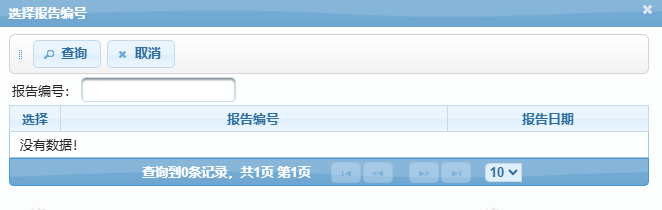 选择报告编号
查询 取消
报告编号：
选择 报告编号 报告日期
没有数据!
查询到0条记录，共1页 第1页 10